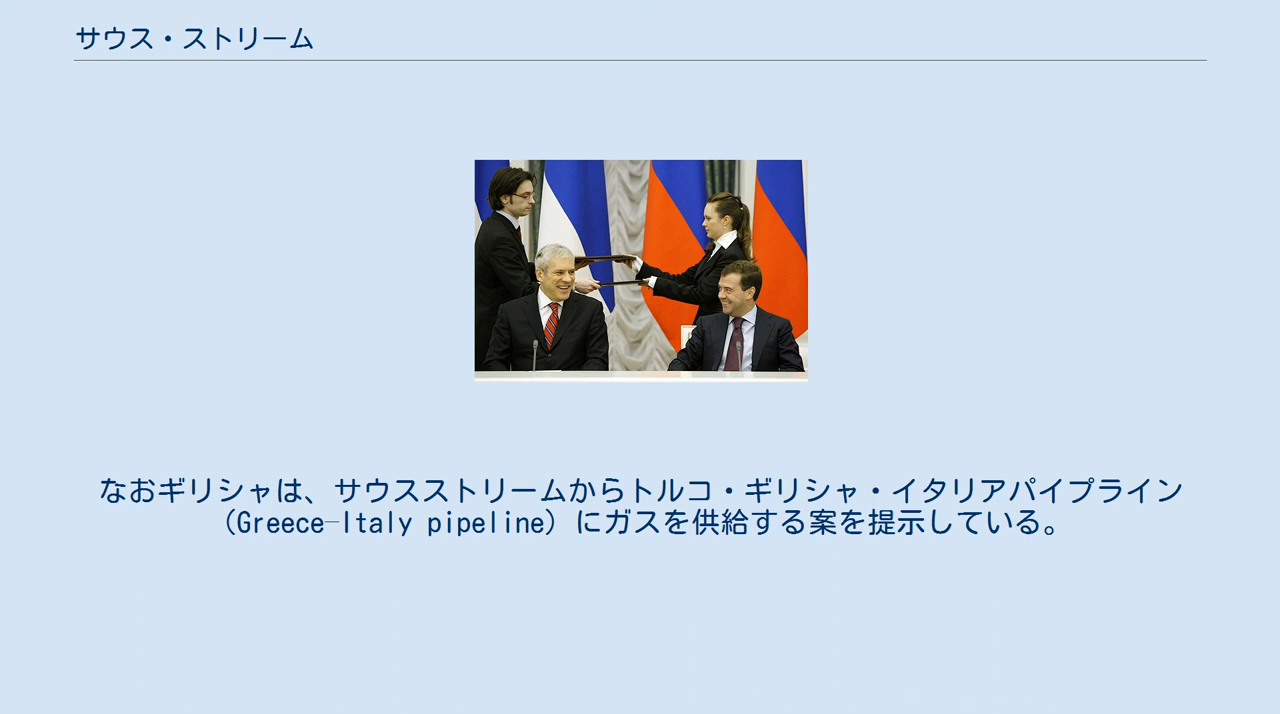 サウス・ストリーム
なおギリシャは、サウスストリームからトルコ・ギリシャ・イタリアパイプライン
（Greece–Italy pipeline）にガスを供給する案を提示している。